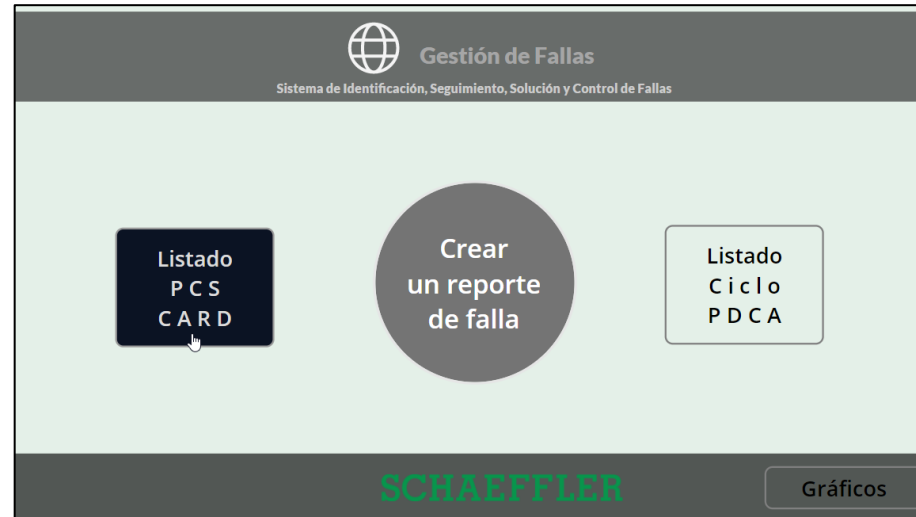 Gestión de Fallas
Sistema de Identificación, Seguimiento, Solución y Control de Fallas
Listado
P C S
C A R D
Crear
un reporte
de falla
Listado
C i c l o
P D C A
SCHAEFFLER
Gráficos